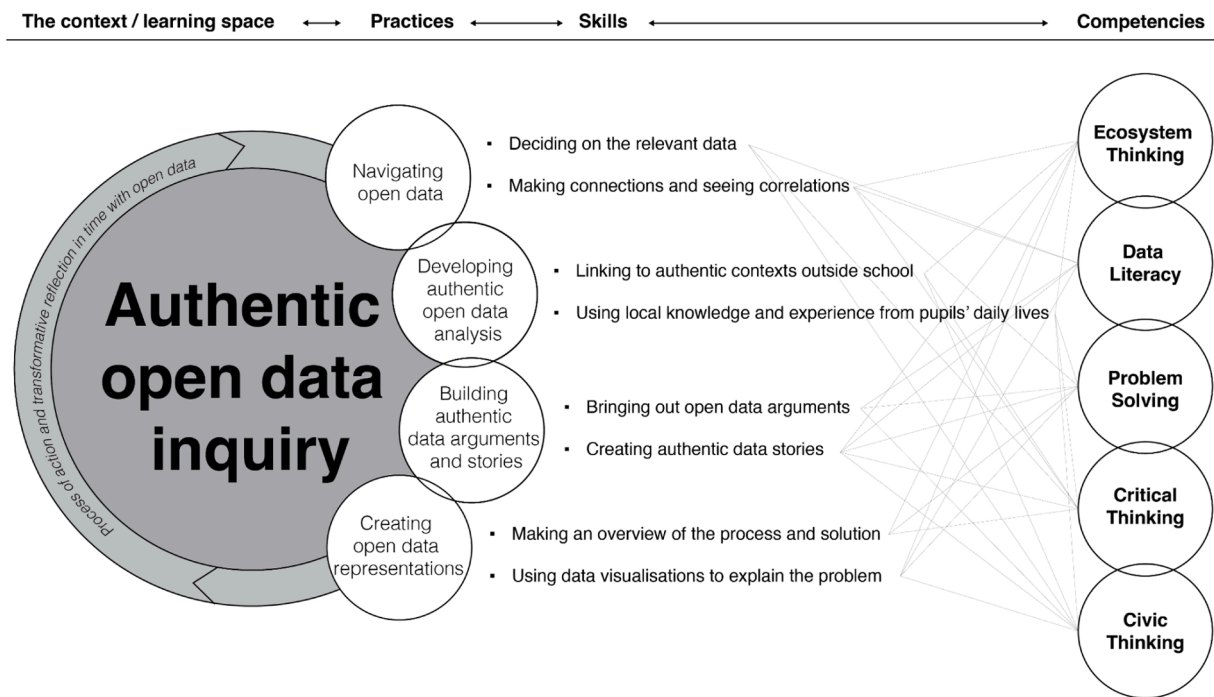 The context / learning space
Practices
Skills
Competencies
Process of action and transformative reflection in time with open data
Authentic
open data
inquiry
Navigating
open data
▪ Deciding on the relevant data
▪ Making connections and seeing correlations
Developing
authentic
open data
analysis
▪ Linking to authentic contexts outside school
▪ Using local knowledge and experience from pupils’ daily lives
Building
authentic
data arguments
and stories
▪ Bringing out open data arguments
▪ Creating authentic data stories
Creating
open data
representations
▪ Making an overview of the process and solution
▪ Using data visualisations to explain the problem
Ecosystem
Thinking
Data
Literacy
Problem
Solving
Critical
Thinking
Civic
Thinking